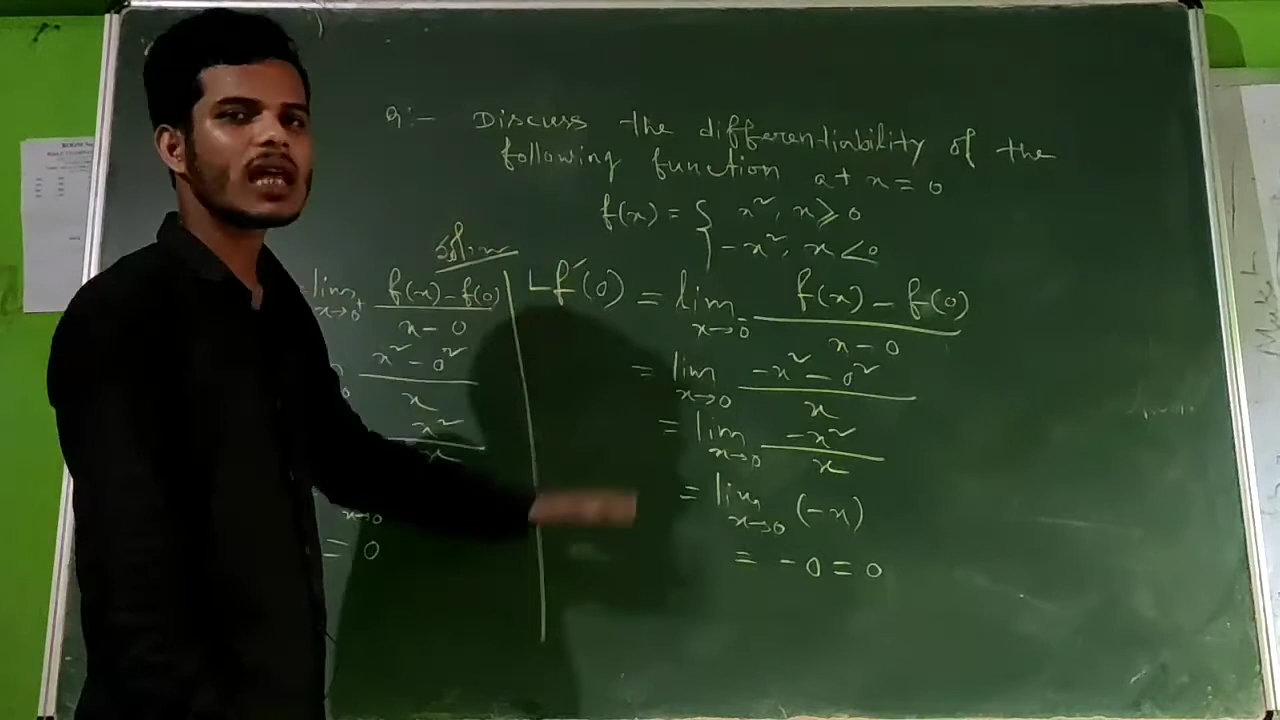 Q:- Discuss the differentiability of the
following function at x = 0
f(x) = { x², x ≥ 0
-x², x < 0
Soln
= lim x→0⁺ f(x) - f(0) / x - 0
x² - 0² / x
x² / x
x→0
= 0
Lf'(0) = lim x→0⁻ f(x) - f(0) / x - 0
= lim x→0 -x² - 0² / x
= lim x→0 -x² / x
= lim x→0 (-x)
= -0 = 0